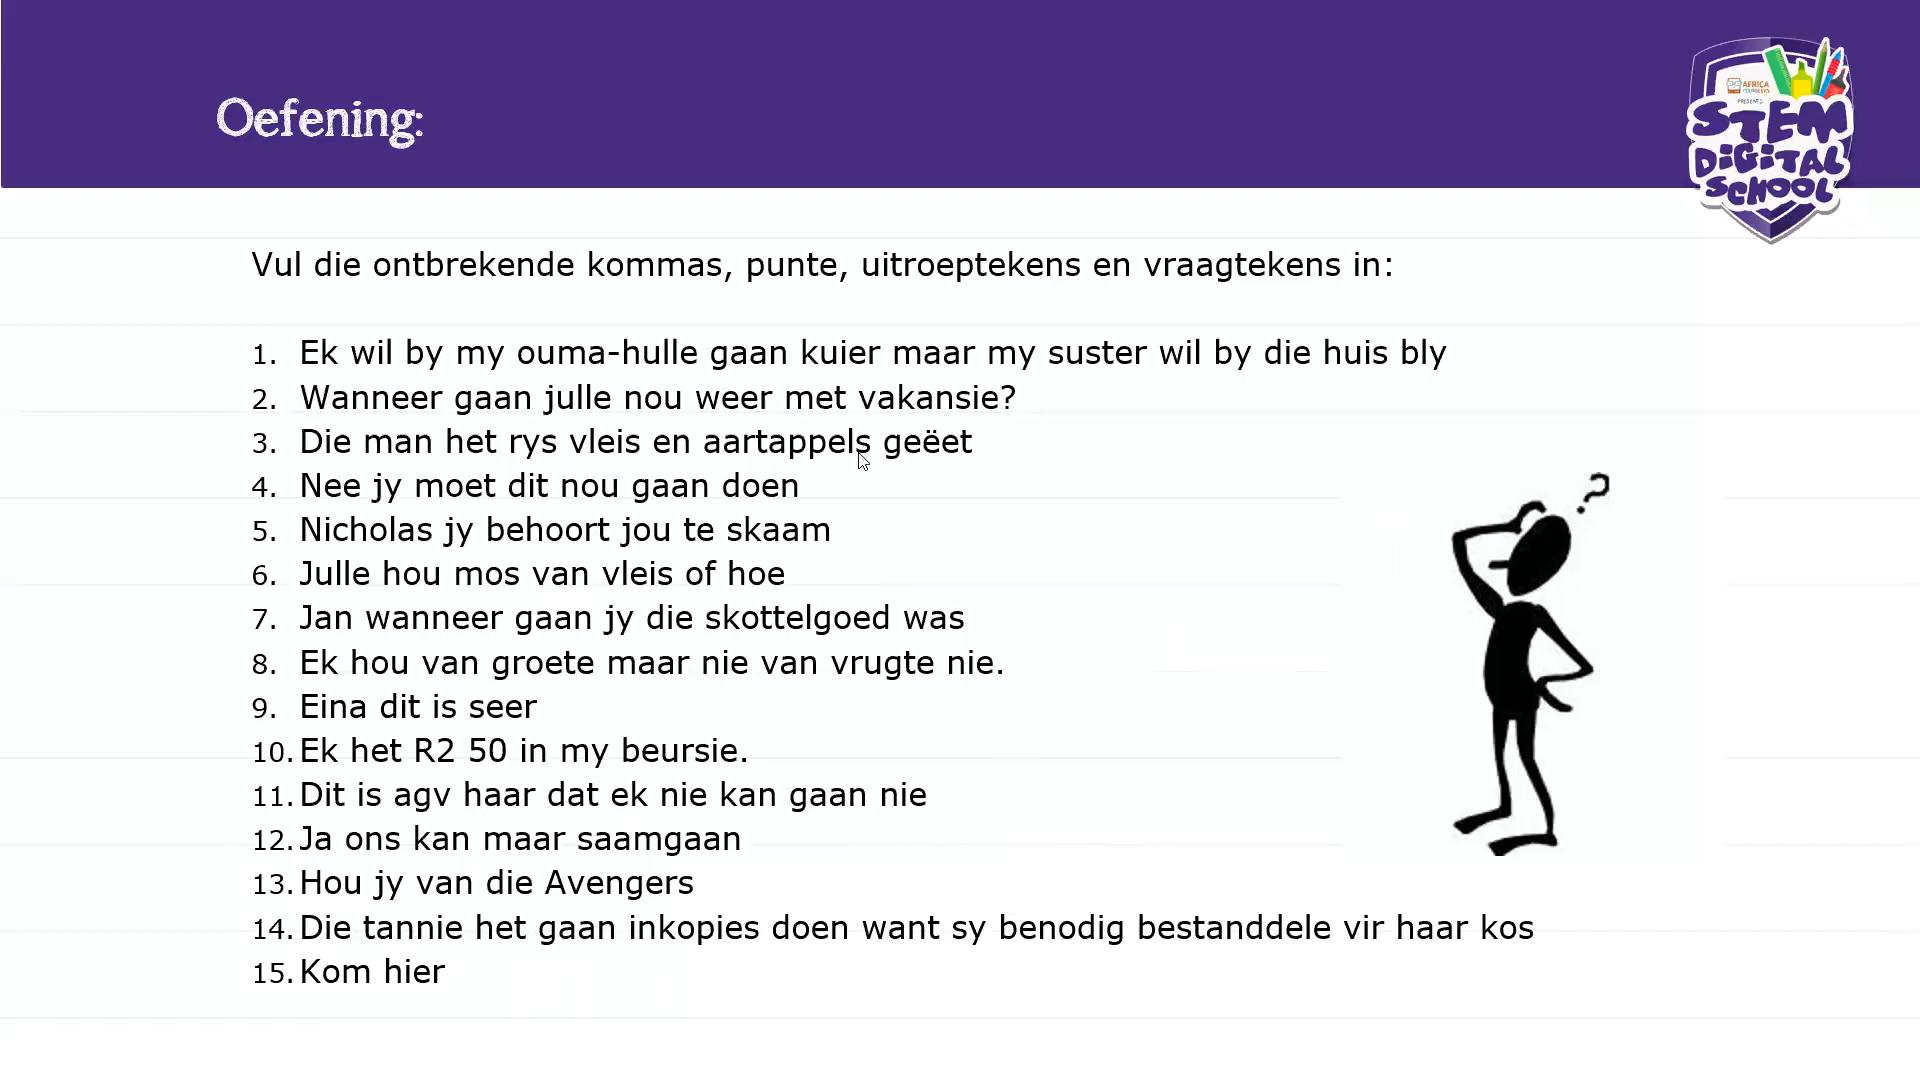 Oefening:
AFRICA
PRESENTS
STEM
DIGITAL
SCHOOL
Vul die ontbrekende kommas, punte, uitroeptekens en vraagtekens in:
1. Ek wil by my ouma-hulle gaan kuier maar my suster wil by die huis bly
2. Wanneer gaan julle nou weer met vakansie?
3. Die man het rys vleis en aartappels geëet
4. Nee jy moet dit nou gaan doen
5. Nicholas jy behoort jou te skaam
6. Julle hou mos van vleis of hoe
7. Jan wanneer gaan jy die skottelgoed was
8. Ek hou van groete maar nie van vrugte nie.
9. Eina dit is seer
10. Ek het R2 50 in my beursie.
11. Dit is agv haar dat ek nie kan gaan nie
12. Ja ons kan maar saamgaan
13. Hou jy van die Avengers
14. Die tannie het gaan inkopies doen want sy benodig bestanddele vir haar kos
15. Kom hier
?